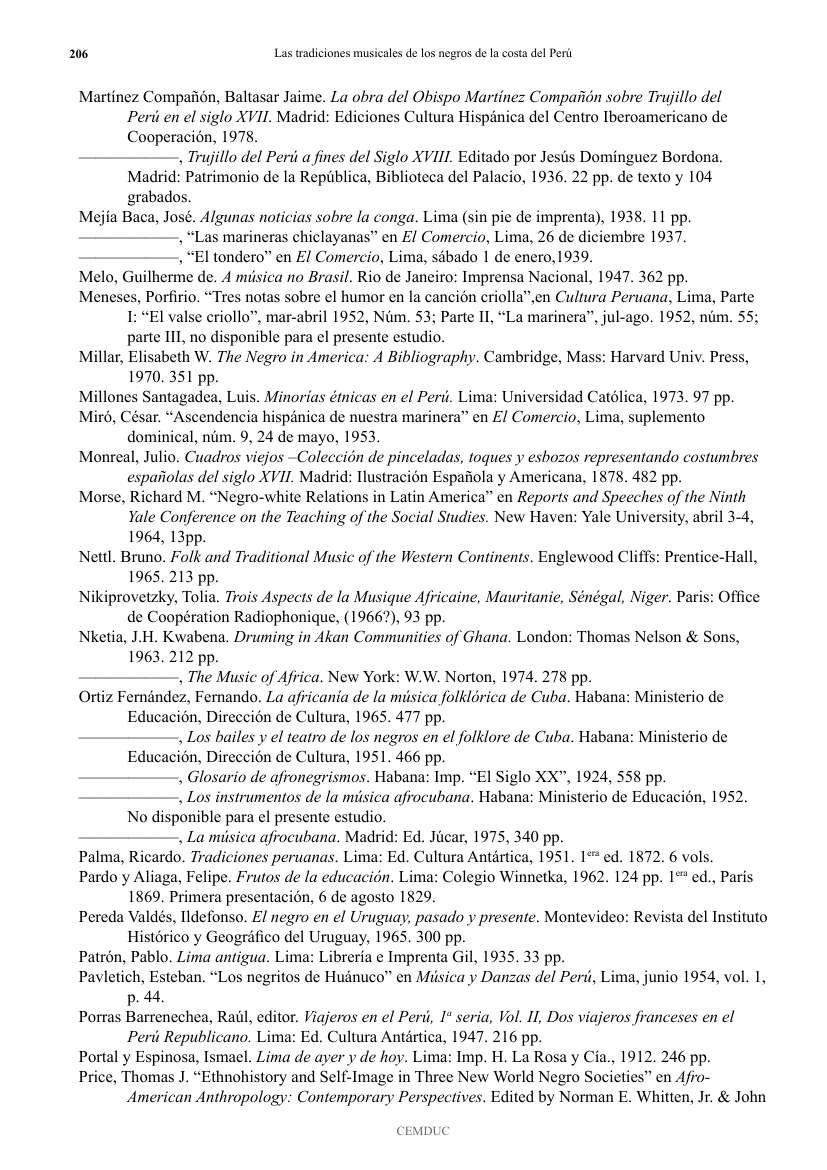 206
Las tradiciones musicales de los negros de la costa del Perú
Martínez Compañón, Baltasar Jaime. La obra del Obispo Martínez Compañón sobre Trujillo del
Perú en el siglo XVII. Madrid: Ediciones Cultura Hispánica del Centro Iberoamericano de
Cooperación, 1978.
——————, Trujillo del Perú a fines del Siglo XVIII. Editado por Jesús Domínguez Bordona.
Madrid: Patrimonio de la República, Biblioteca del Palacio, 1936. 22 pp. de texto y 104
grabados.
Mejía Baca, José. Algunas noticias sobre la conga. Lima (sin pie de imprenta), 1938. 11 pp.
——————, “Las marineras chiclayanas” en El Comercio, Lima, 26 de diciembre 1937.
——————, “El tondero” en El Comercio, Lima, sábado 1 de enero,1939.
Melo, Guilherme de. A música no Brasil. Rio de Janeiro: Imprensa Nacional, 1947. 362 pp.
Meneses, Porfirio. “Tres notas sobre el humor en la canción criolla”,en Cultura Peruana, Lima, Parte
I: “El valse criollo”, mar-abril 1952, Núm. 53; Parte II, “La marinera”, jul-ago. 1952, núm. 55;
parte III, no disponible para el presente estudio.
Millar, Elisabeth W. The Negro in America: A Bibliography. Cambridge, Mass: Harvard Univ. Press,
1970. 351 pp.
Millones Santagadea, Luis. Minorías étnicas en el Perú. Lima: Universidad Católica, 1973. 97 pp.
Miró, César. “Ascendencia hispánica de nuestra marinera” en El Comercio, Lima, suplemento
dominical, núm. 9, 24 de mayo, 1953.
Monreal, Julio. Cuadros viejos –Colección de pinceladas, toques y esbozos representando costumbres
españolas del siglo XVII. Madrid: Ilustración Española y Americana, 1878. 482 pp.
Morse, Richard M. “Negro-white Relations in Latin America” en Reports and Speeches of the Ninth
Yale Conference on the Teaching of the Social Studies. New Haven: Yale University, abril 3-4,
1964, 13pp.
Nettl. Bruno. Folk and Traditional Music of the Western Continents. Englewood Cliffs: Prentice-Hall,
1965. 213 pp.
Nikiprovetzky, Tolia. Trois Aspects de la Musique Africaine, Mauritanie, Sénégal, Niger. Paris: Office
de Coopération Radiophonique, (1966?), 93 pp.
Nketia, J.H. Kwabena. Druming in Akan Communities of Ghana. London: Thomas Nelson & Sons,
1963. 212 pp.
——————, The Music of Africa. New York: W.W. Norton, 1974. 278 pp.
Ortiz Fernández, Fernando. La africanía de la música folklórica de Cuba. Habana: Ministerio de
Educación, Dirección de Cultura, 1965. 477 pp.
——————, Los bailes y el teatro de los negros en el folklore de Cuba. Habana: Ministerio de
Educación, Dirección de Cultura, 1951. 466 pp.
——————, Glosario de afronegrismos. Habana: Imp. “El Siglo XX”, 1924, 558 pp.
——————, Los instrumentos de la música afrocubana. Habana: Ministerio de Educación, 1952.
No disponible para el presente estudio.
——————, La música afrocubana. Madrid: Ed. Júcar, 1975, 340 pp.
Palma, Ricardo. Tradiciones peruanas. Lima: Ed. Cultura Antártica, 1951. 1era ed. 1872. 6 vols.
Pardo y Aliaga, Felipe. Frutos de la educación. Lima: Colegio Winnetka, 1962. 124 pp. 1era ed., París
1869. Primera presentación, 6 de agosto 1829.
Pereda Valdés, Ildefonso. El negro en el Uruguay, pasado y presente. Montevideo: Revista del Instituto
Histórico y Geográfico del Uruguay, 1965. 300 pp.
Patrón, Pablo. Lima antigua. Lima: Librería e Imprenta Gil, 1935. 33 pp.
Pavletich, Esteban. “Los negritos de Huánuco” en Música y Danzas del Perú, Lima, junio 1954, vol. 1,
p. 44.
Porras Barrenechea, Raúl, editor. Viajeros en el Perú, 1ª seria, Vol. II, Dos viajeros franceses en el
Perú Republicano. Lima: Ed. Cultura Antártica, 1947. 216 pp.
Portal y Espinosa, Ismael. Lima de ayer y de hoy. Lima: Imp. H. La Rosa y Cía., 1912. 246 pp.
Price, Thomas J. “Ethnohistory and Self-Image in Three New World Negro Societies” en Afro-
American Anthropology: Contemporary Perspectives. Edited by Norman E. Whitten, Jr. & John
CEMDUC